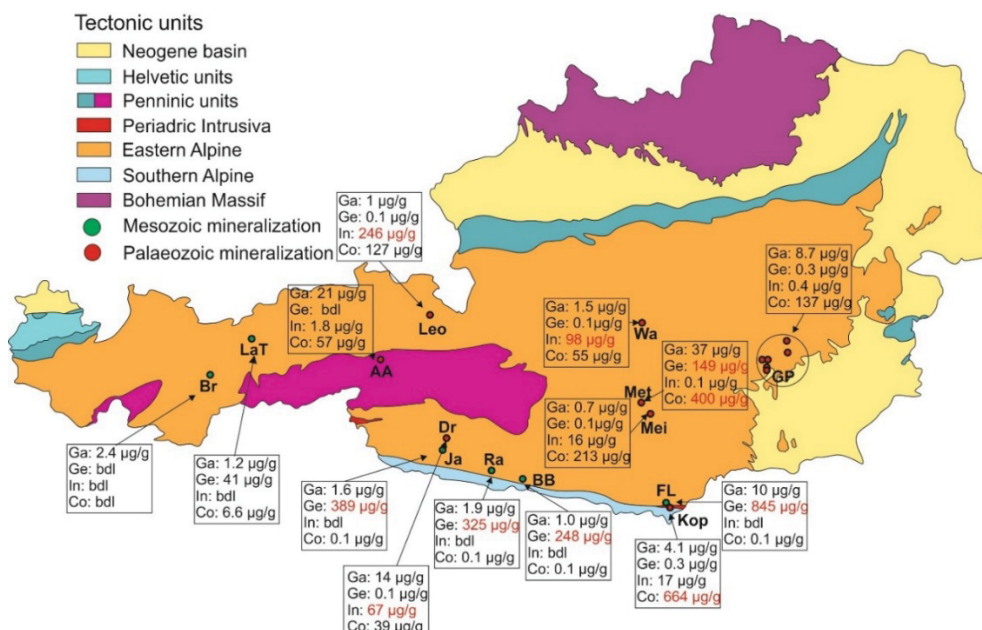 Tectonic units
Neogene basin
Helvetic units
Penninic units
Periadric Intrusiva
Eastern Alpine
Southern Alpine
Bohemian Massif
Mesozoic mineralization
Palaeozoic mineralization
Ga: 1 µg/g
Ge: 0.1 µg/g
In: 246 µg/g
Co: 127 µg/g
Ga: 8.7 µg/g
Ge: 0.3 µg/g
In: 0.4 µg/g
Co: 137 µg/g
Ga: 21 µg/g
Ge: bdl
In: 1.8 µg/g
Co: 57 µg/g
Leo
Ga: 1.5 µg/g
Ge: 0.1µg/g
In: 98 µg/g
Co: 55 µg/g
Wa
LaT
AA
Br
Ga: 37 µg/g
Ge: 149 µg/g
In: 0.1 µg/g
Co: 400 µg/g
GP
Met
Mei
Ga: 0.7 µg/g
Ge: 0.1µg/g
In: 16 µg/g
Co: 213 µg/g
Dr
Ja
Ra
BB
FL
Kop
Ga: 2.4 µg/g
Ge: bdl
In: bdl
Co: bdl
Ga: 1.2 µg/g
Ge: 41 µg/g
In: bdl
Co: 6.6 µg/g
Ga: 1.6 µg/g
Ge: 389 µg/g
In: bdl
Co: 0.1 µg/g
Ga: 1.9 µg/g
Ge: 325 µg/g
In: bdl
Co: 0.1 µg/g
Ga: 1.0 µg/g
Ge: 248 µg/g
In: bdl
Co: 0.1 µg/g
Ga: 10 µg/g
Ge: 845 µg/g
In: bdl
Co: 0.1 µg/g
Ga: 4.1 µg/g
Ge: 0.3 µg/g
In: 17 µg/g
Co: 664 µg/g
Ga: 14 µg/g
Ge: 0.1 µg/g
In: 67 µg/g
Co: 39 µg/g